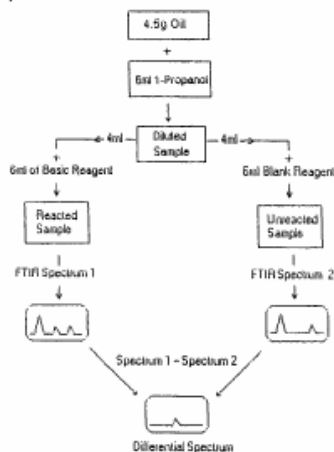 4.5g Oil
+
6ml 1-Propanol
4ml
Diluted
Sample
4ml
+
6ml of Basic Reagent
+
6ml Blank Reagent
Reacted
Sample
Unreacted
Sample
FTIR Spectrum 1
FTIR Spectrum 2
Spectrum 1 - Spectrum 2
Differential Spectrum